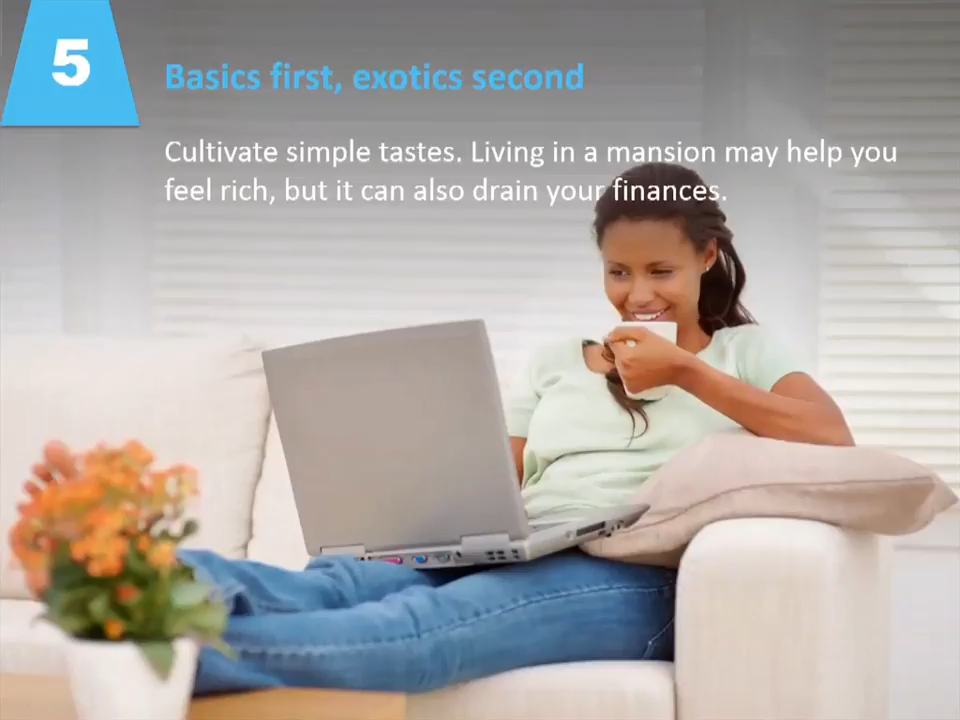 5
Basics first, exotics second
Cultivate simple tastes. Living in a mansion may help you
feel rich, but it can also drain your finances.